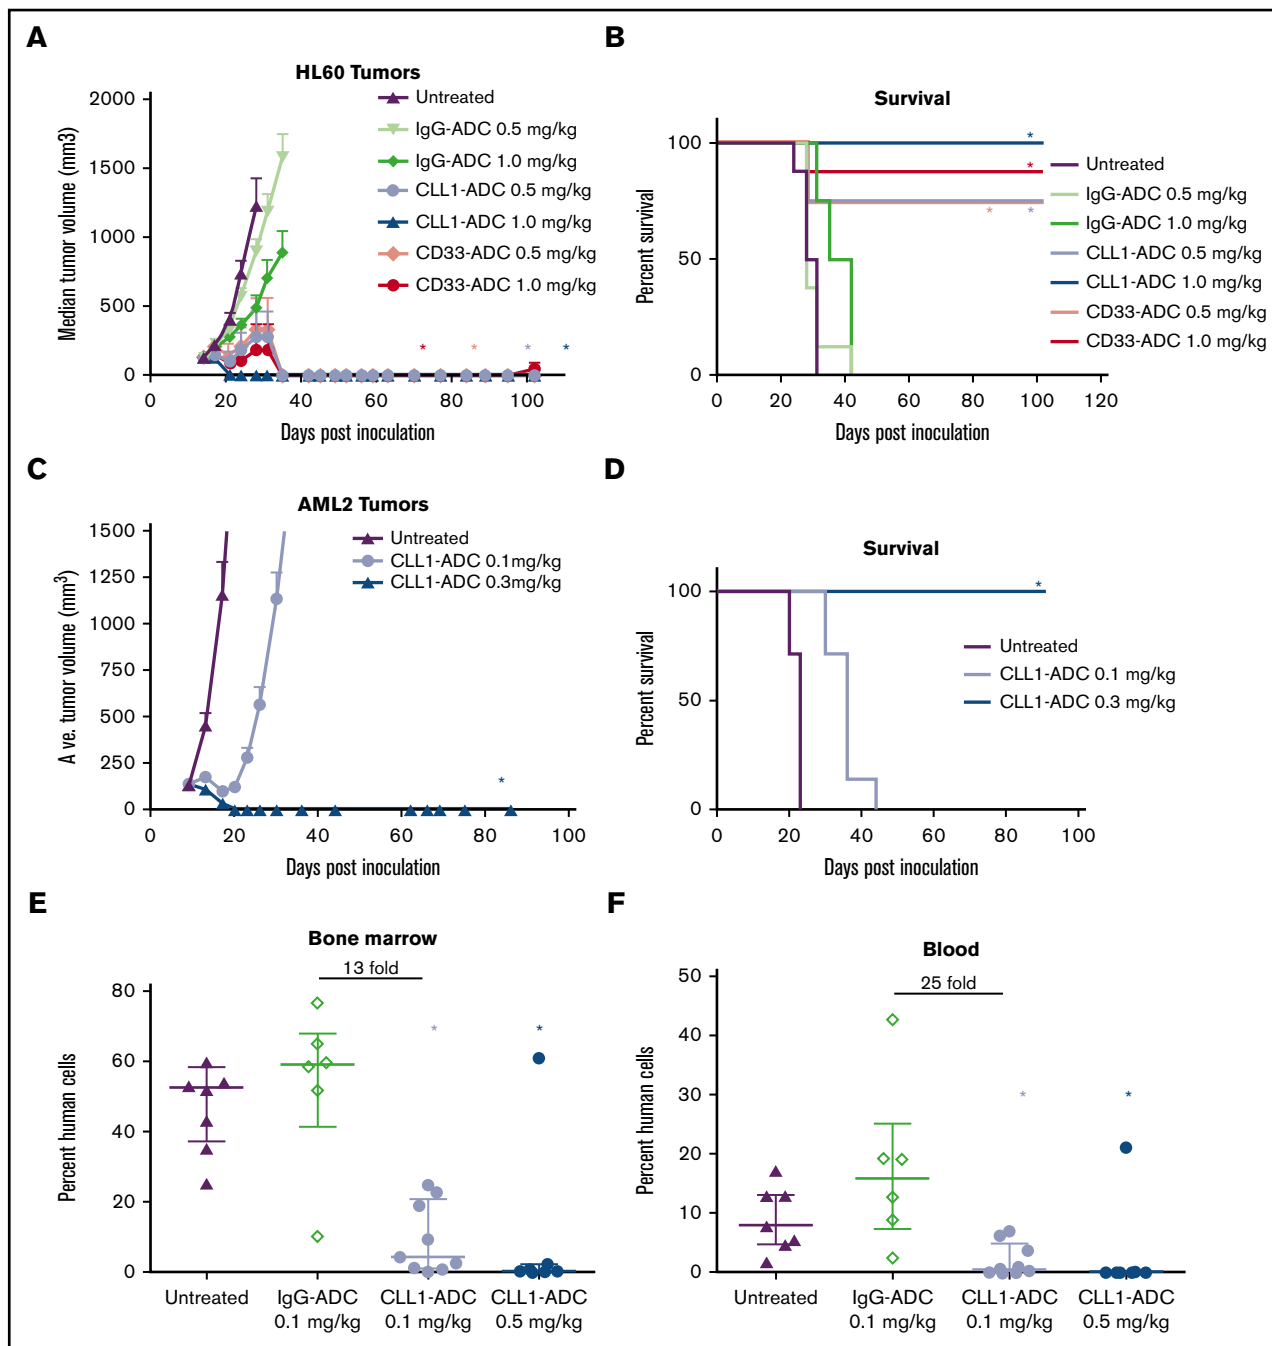 A
HL60 Tumors
Median tumor volume (mm3)
2000
1500
1000
500
0
0 20 40 60 80 100
Days post inoculation
Untreated
IgG-ADC 0.5 mg/kg
IgG-ADC 1.0 mg/kg
CLL1-ADC 0.5 mg/kg
CLL1-ADC 1.0 mg/kg
CD33-ADC 0.5 mg/kg
CD33-ADC 1.0 mg/kg
* * * *
B
Survival
Percent survival
100
50
0
0 20 40 60 80 100 120
Days post inoculation
*
*
* *
Untreated
IgG-ADC 0.5 mg/kg
IgG-ADC 1.0 mg/kg
CLL1-ADC 0.5 mg/kg
CLL1-ADC 1.0 mg/kg
CD33-ADC 0.5 mg/kg
CD33-ADC 1.0 mg/kg
C
AML2 Tumors
A ve. tumor volume (mm³)
1500
1250
1000
750
500
250
0
0 20 40 60 80 100
Days post inoculation
Untreated
CLL1-ADC 0.1mg/kg
CLL1-ADC 0.3mg/kg
*
D
Survival
Percent survival
100
50
0
0 20 40 60 80 100
Days post inoculation
*
Untreated
CLL1-ADC 0.1 mg/kg
CLL1-ADC 0.3 mg/kg
E
Bone marrow
13 fold
Percent human cells
80
60
40
20
0
* *
Untreated IgG-ADC CLL1-ADC CLL1-ADC
0.1 mg/kg 0.1 mg/kg 0.5 mg/kg
F
Blood
25 fold
Percent human cells
50
40
30
20
10
0
* *
Untreated IgG-ADC CLL1-ADC CLL1-ADC
0.1 mg/kg 0.1 mg/kg 0.5 mg/kg